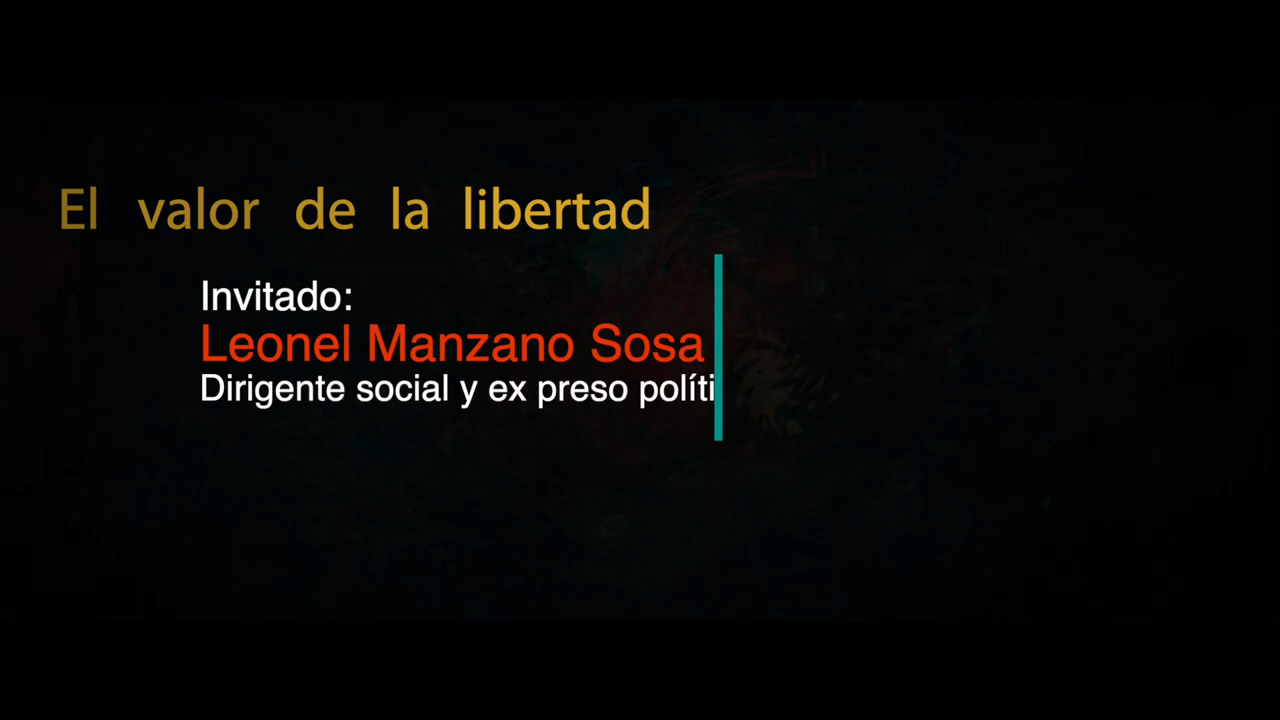 El valor de la libertad
Invitado:
Leonel Manzano Sosa
Dirigente social y ex preso políti